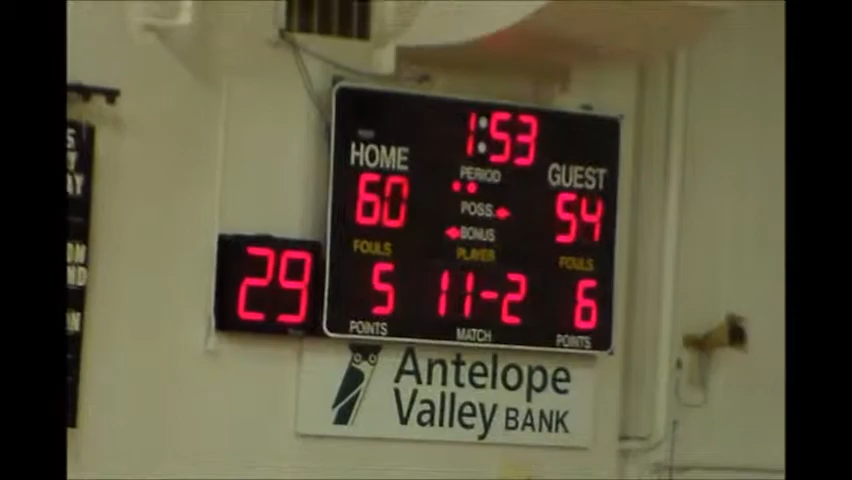 1:53
HOME PERIOD GUEST
60 POSS. 54
BONUS
FOULS PLAYER FOULS
29 5 11-2 6
POINTS MATCH POINTS
Antelope
Valley BANK